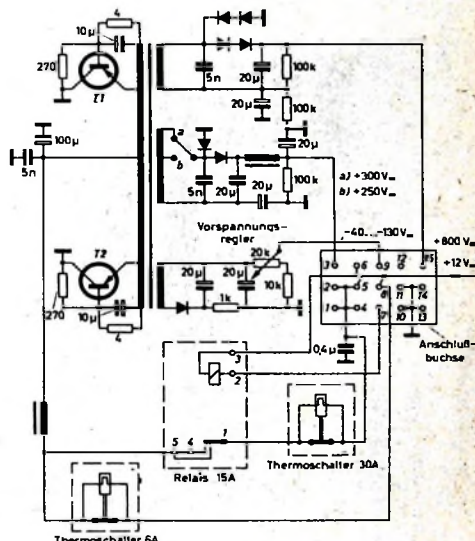 4
10µ
270
T1
100µ
5n
T2
270
10µ
4
5n
20µ
100k
20µ
100k
a
b
20µ
5n
20µ
20µ
100k
a) +300V=
b) +250V=
Vorspannungs-
regler
-40...-130V=
20k
20µ
20µ
10k
1k
+800V=
+12V=
3 6 9 12 15
2 5 8 11 14
1 4 7 10 13
Anschluß-
buchse
0,4µ
3
2
5 4 1
Relais 15A
Thermoschalter 30A
Thermoschalter 6A